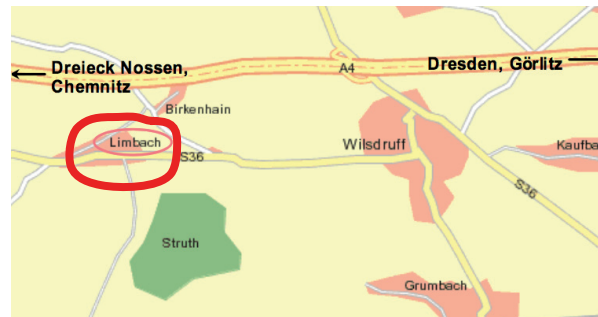 Dreieck Nossen,
Chemnitz
A4
Dresden, Görlitz
Birkenhain
Limbach
S36
Wilsdruff
Kaufba
S36
Struth
Grumbach